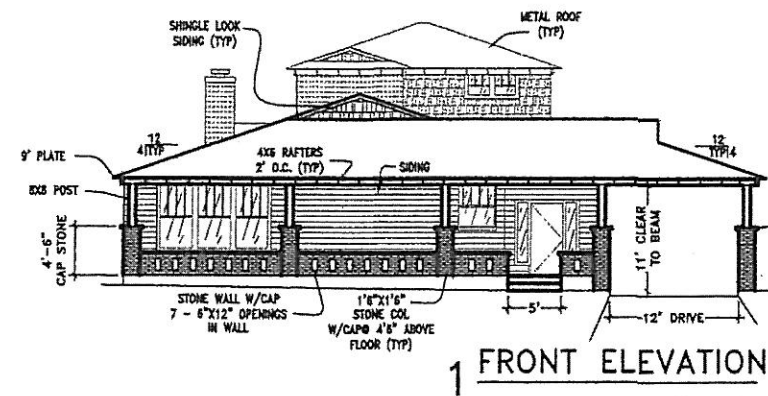 SHINGLE LOOK
SIDING (TYP)
METAL ROOF
(TYP)
12
4 TYP
12
TYP 4
9' PLATE
4X6 RAFTERS
2' O.C. (TYP)
SIDING
8X8 POST
4'-6"
CAP STONE
11' CLEAR
TO BEAM
STONE WALL W/CAP
7 - 6"X12" OPENINGS
IN WALL
1'6"X1'6"
STONE COL
W/CAP@ 4'6" ABOVE
FLOOR (TYP)
5'
12' DRIVE
1 FRONT ELEVATION